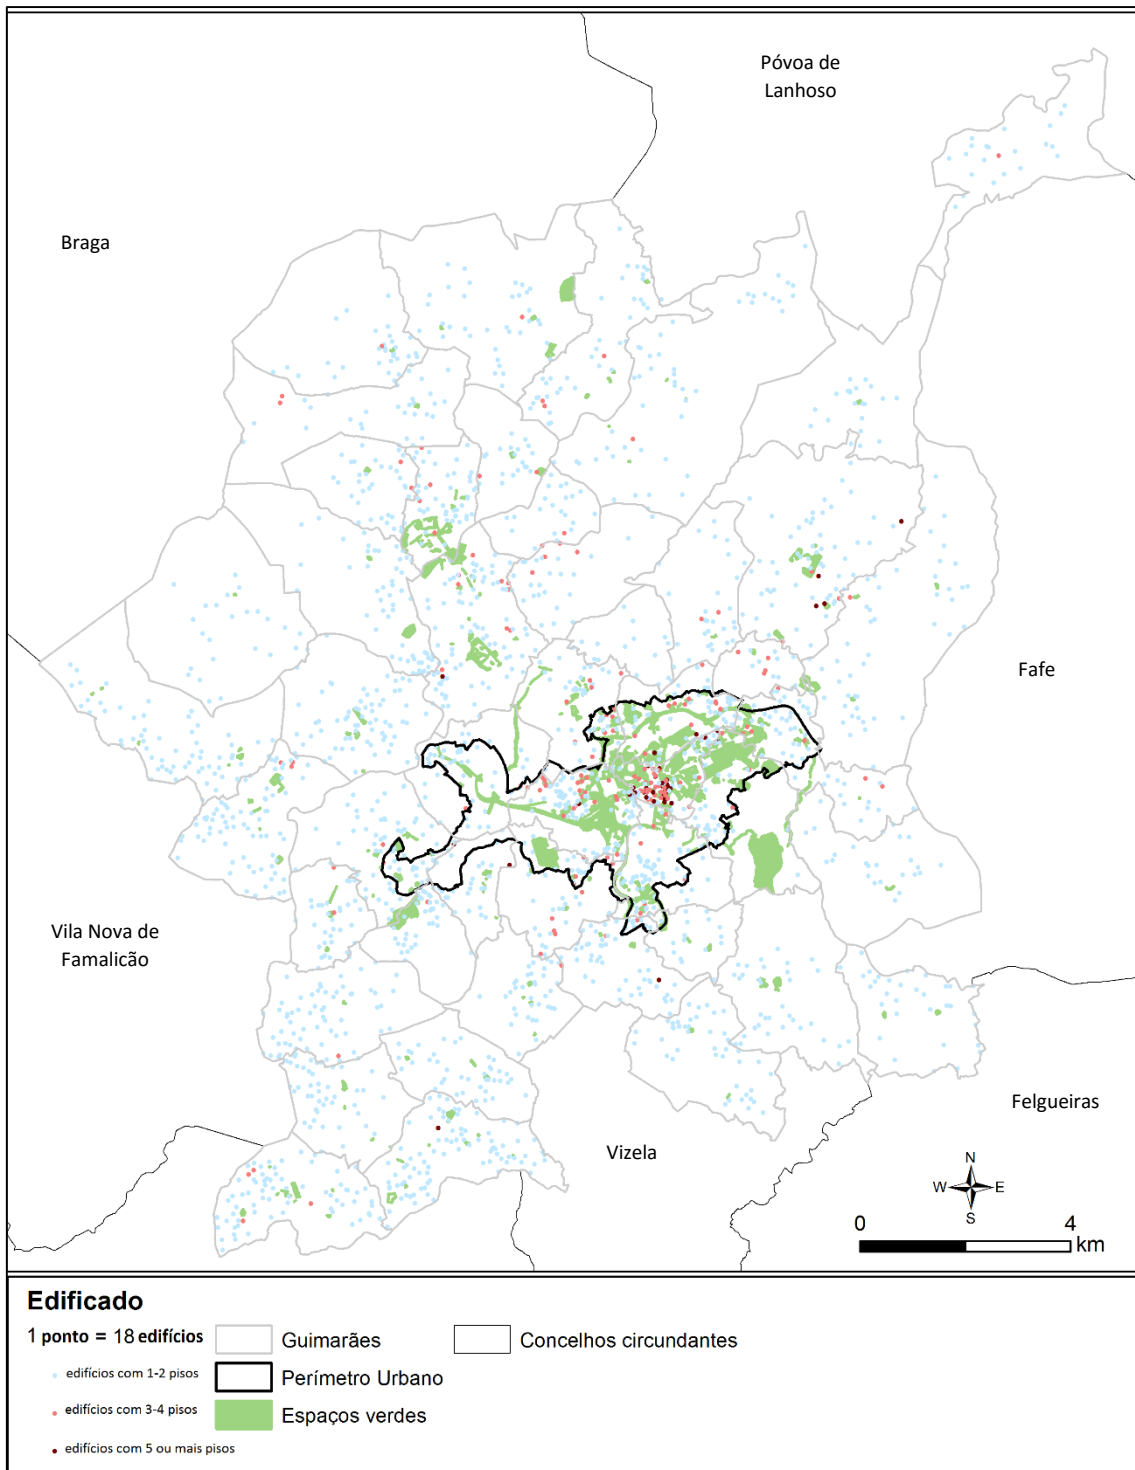 Póvoa de
Lanhoso
Braga
Fafe
Vila Nova de
Famalicão
Felgueiras
Vizela
N
W E
S
0 4
km
Edificado
1 ponto = 18 edifícios
Guimarães
Concelhos circundantes
edifícios com 1-2 pisos
Perímetro Urbano
edifícios com 3-4 pisos
Espaços verdes
edifícios com 5 ou mais pisos